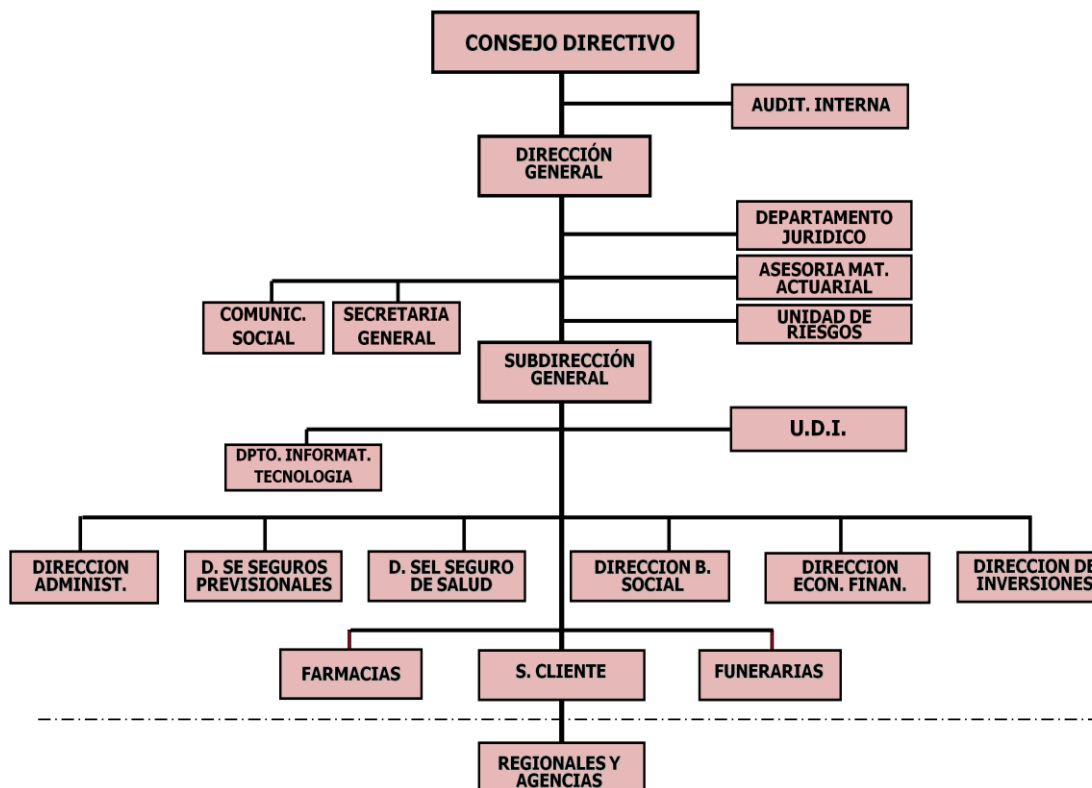 CONSEJO DIRECTIVO
AUDIT. INTERNA
DIRECCIÓN
GENERAL
DEPARTAMENTO
JURIDICO
ASESORIA MAT.
ACTUARIAL
COMUNIC.
SOCIAL
SECRETARIA
GENERAL
UNIDAD DE
RIESGOS
SUBDIRECCIÓN
GENERAL
U.D.I.
DPTO. INFORMAT.
TECNOLOGIA
DIRECCION
ADMINIST.
D. SE SEGUROS
PREVISIONALES
D. SEL SEGURO
DE SALUD
DIRECCION B.
SOCIAL
DIRECCION
ECON. FINAN.
DIRECCION DE
INVERSIONES
FARMACIAS
S. CLIENTE
FUNERARIAS
REGIONALES Y
AGENCIAS